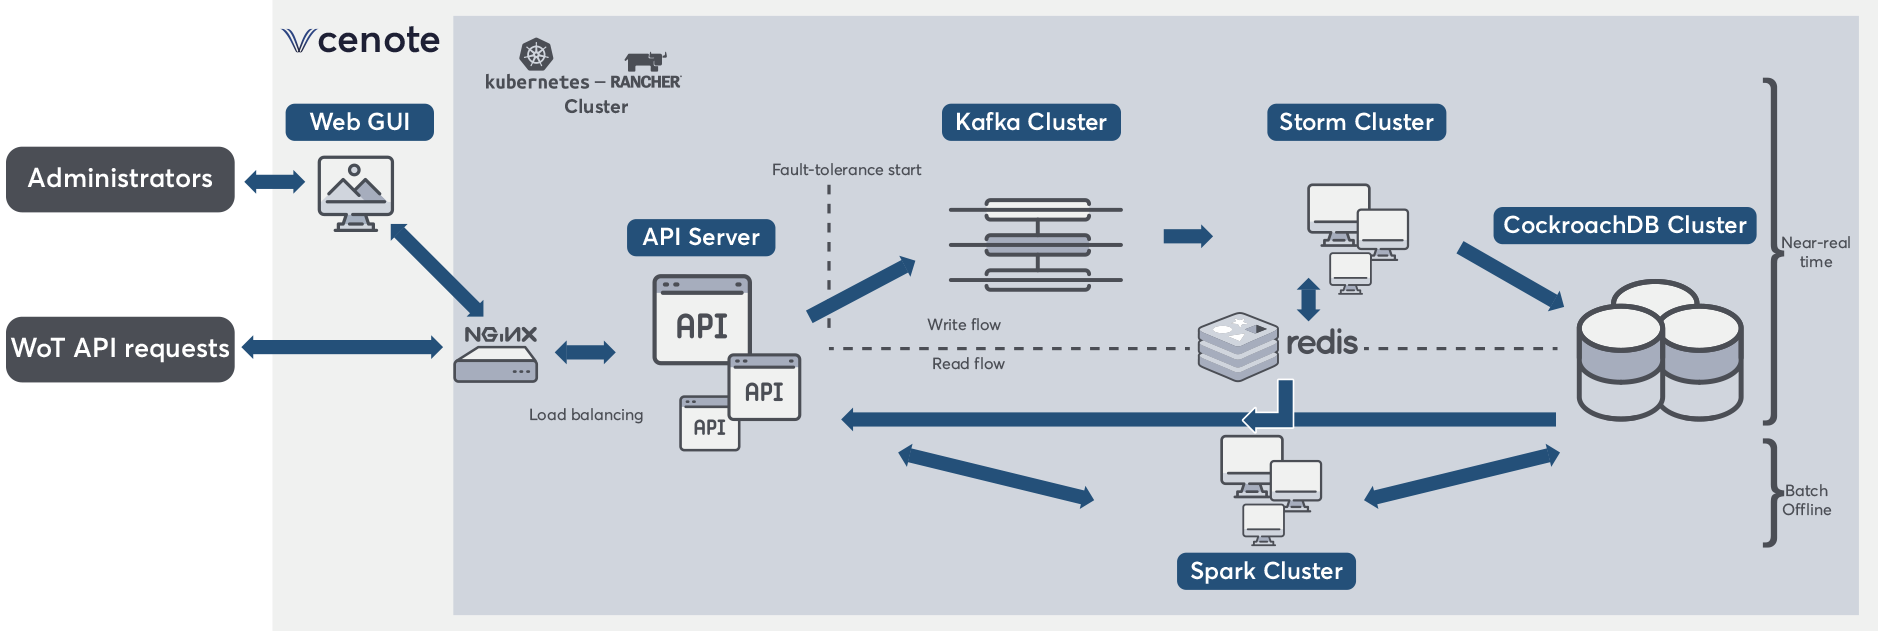 cenote
kubernetes – RANCHER
Cluster
Web GUI
Kafka Cluster
Storm Cluster
Administrators
Fault-tolerance start
API Server
CockroachDB Cluster
Near-real
time
API
Write flow
NGINX
redis
WoT API requests
Read flow
API
Load balancing
API
Batch
Offline
Spark Cluster